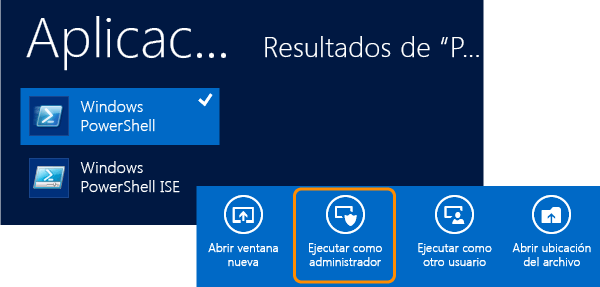 Aplicac...
Resultados de “P...
Windows
PowerShell
Windows
PowerShell ISE
Abrir ventana
nueva
Ejecutar como
administrador
Ejecutar como
otro usuario
Abrir ubicación
del archivo